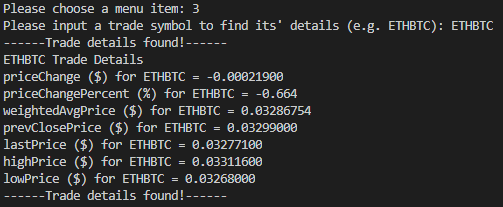 Please choose a menu item: 3
Please input a trade symbol to find its' details (e.g. ETHBTC): ETHBTC
------Trade details found!------
ETHBTC Trade Details
priceChange ($) for ETHBTC = -0.00021900
priceChangePercent (%) for ETHBTC = -0.664
weightedAvgPrice ($) for ETHBTC = 0.03286754
prevClosePrice ($) for ETHBTC = 0.03299000
lastPrice ($) for ETHBTC = 0.03277100
highPrice ($) for ETHBTC = 0.03311600
lowPrice ($) for ETHBTC = 0.03268000
------Trade details found!------